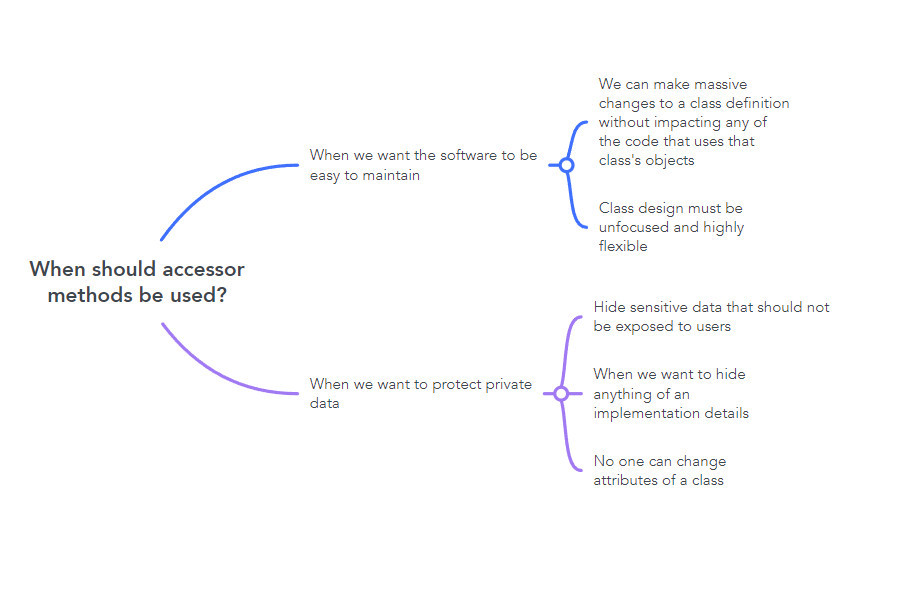 When should accessor
methods be used?
When we want the software to be
easy to maintain
We can make massive
changes to a class definition
without impacting any of
the code that uses that
class's objects
Class design must be
unfocused and highly
flexible
When we want to protect private
data
Hide sensitive data that should not
be exposed to users
When we want to hide
anything of an
implementation details
No one can change
attributes of a class